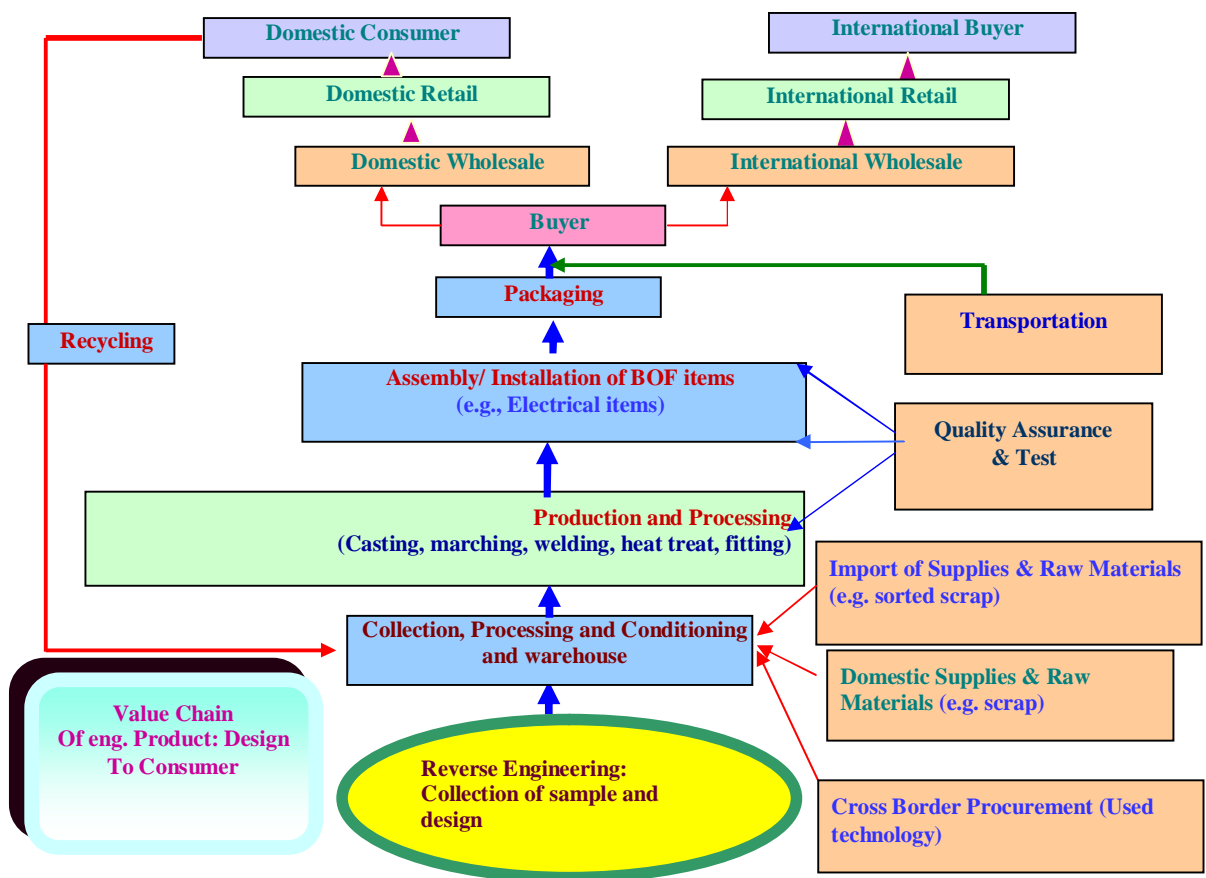 Domestic Consumer
International Buyer
Domestic Retail
International Retail
Domestic Wholesale
International Wholesale
Buyer
Packaging
Transportation
Recycling
Assembly/ Installation of BOF items
(e.g., Electrical items)
Quality Assurance
& Test
Production and Processing
(Casting, marching, welding, heat treat, fitting)
Import of Supplies & Raw Materials
(e.g. sorted scrap)
Collection, Processing and Conditioning
and warehouse
Domestic Supplies & Raw
Materials (e.g. scrap)
Value Chain
Of eng. Product: Design
To Consumer
Reverse Engineering:
Collection of sample and
design
Cross Border Procurement (Used
technology)